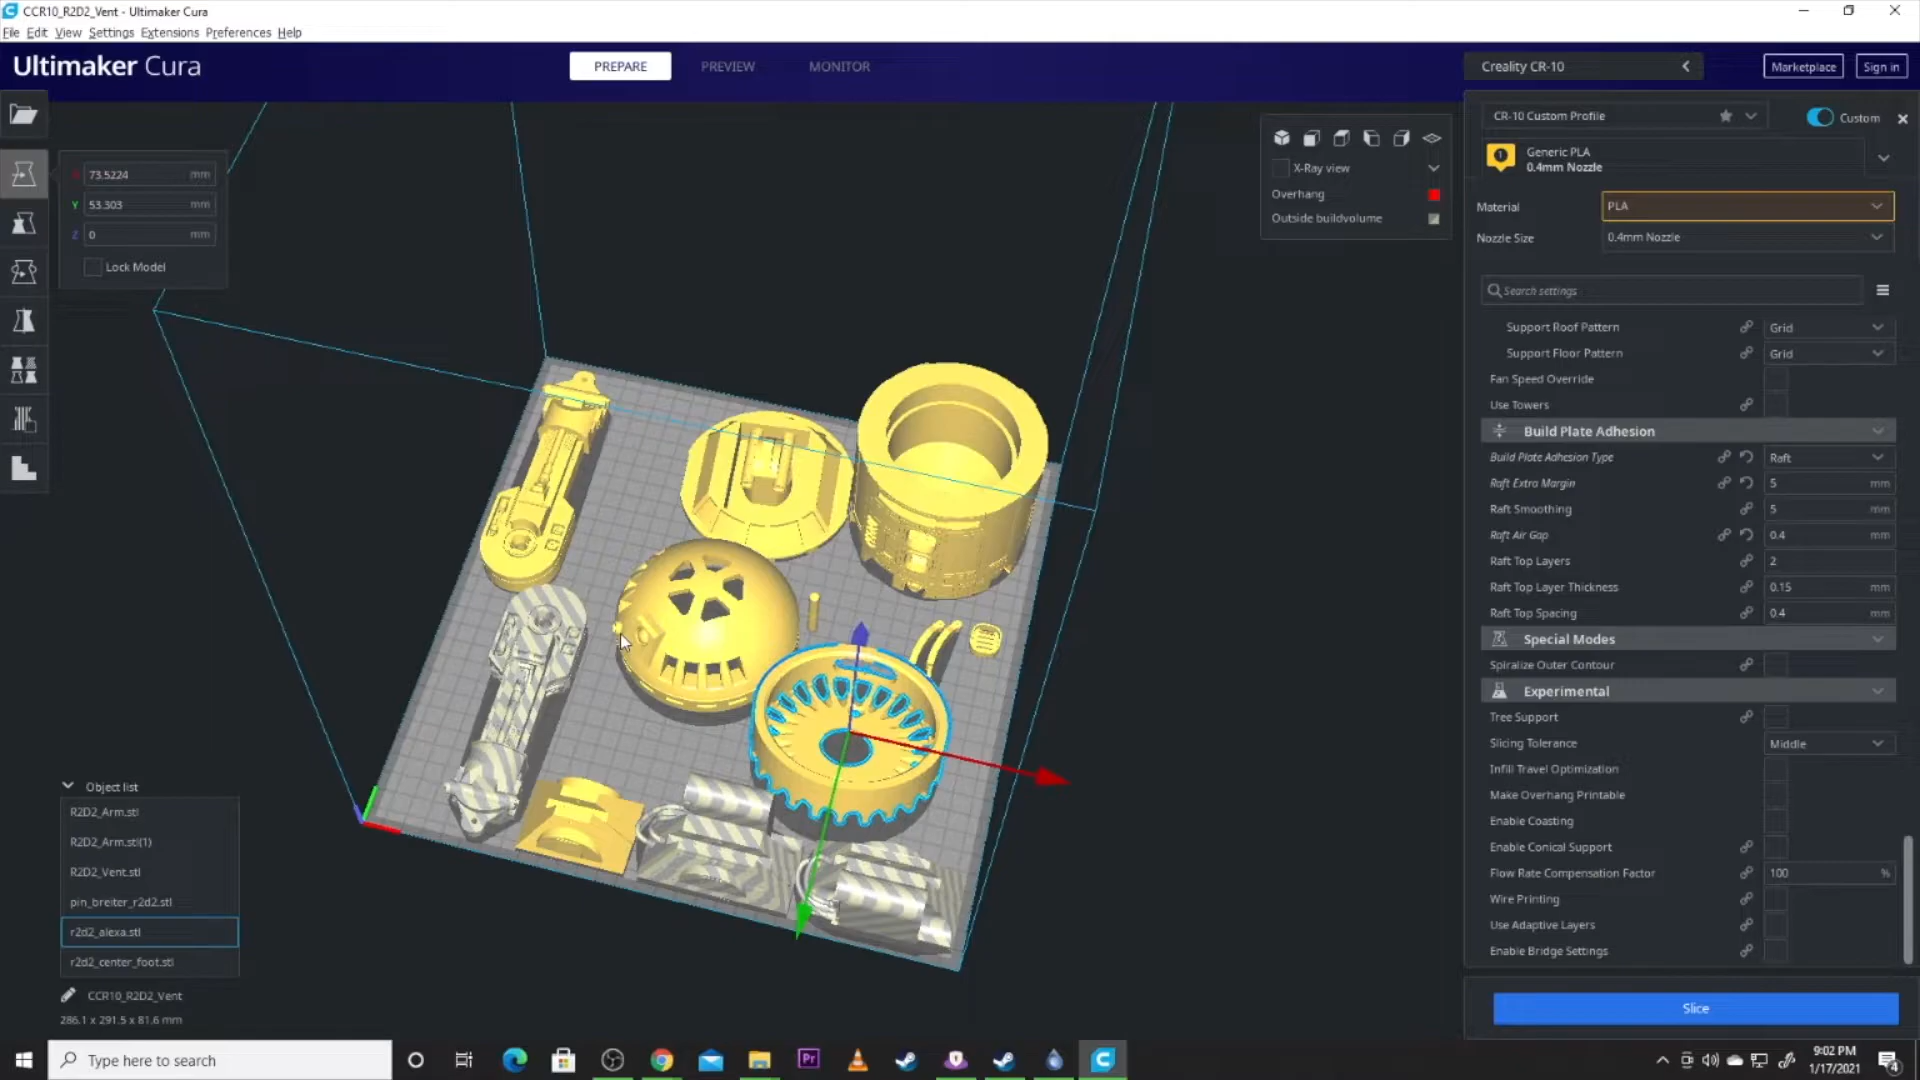 CCR10_R2D2_Vent - Ultimaker Cura
File Edit View Settings Extensions Preferences Help
Ultimaker Cura
PREPARE
PREVIEW
MONITOR
Creality CR-10
Marketplace
Sign in
CR-10 Custom Profile
Custom
Generic PLA
0.4mm Nozzle
Material
PLA
Nozzle Size
0.4mm Nozzle
Search settings
X 73.5224 mm
Y 53.303 mm
Z 0 mm
Lock Model
X-Ray view
Overhang
Outside buildvolume
Support Roof Pattern Grid
Support Floor Pattern Grid
Fan Speed Override
Use Towers
Build Plate Adhesion
Build Plate Adhesion Type Raft
Raft Extra Margin 5 mm
Raft Smoothing 5 mm
Raft Air Gap 0.4 mm
Raft Top Layers 2
Raft Top Layer Thickness 0.15 mm
Raft Top Spacing 0.4 mm
Special Modes
Spiralize Outer Contour
Experimental
Tree Support
Slicing Tolerance Middle
Infill Travel Optimization
Make Overhang Printable
Enable Coasting
Enable Conical Support
Flow Rate Compensation Factor 100 %
Wire Printing
Use Adaptive Layers
Enable Bridge Settings
Slice
Object list
R2D2_Arm.stl
R2D2_Arm.stl(1)
R2D2_Vent.stl
pin_breiter_r2d2.stl
r2d2_alexa.stl
r2d2_center_foot.stl
CCR10_R2D2_Vent
286.1 x 291.5 x 81.6 mm
Type here to search
Pr
9:02 PM
1/17/2021
4